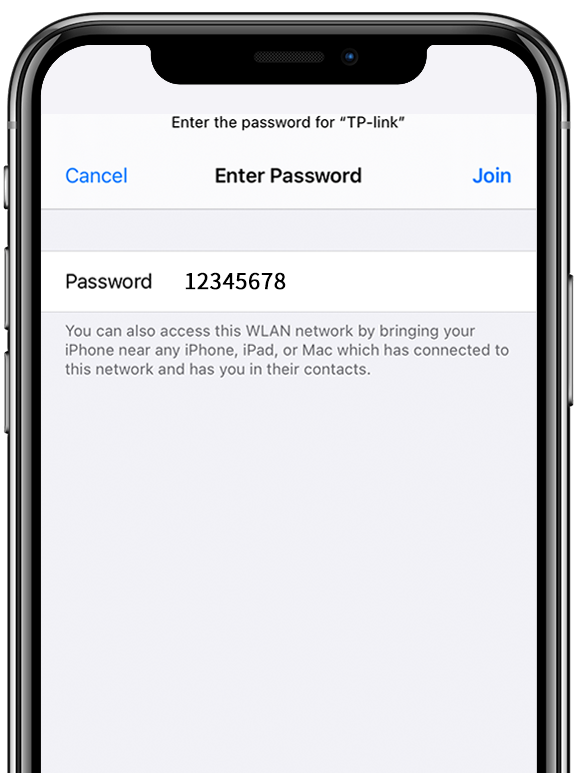 Enter the password for “TP-link”
Cancel Enter Password Join
Password 12345678
You can also access this WLAN network by bringing your
iPhone near any iPhone, iPad, or Mac which has connected to
this network and has you in their contacts.